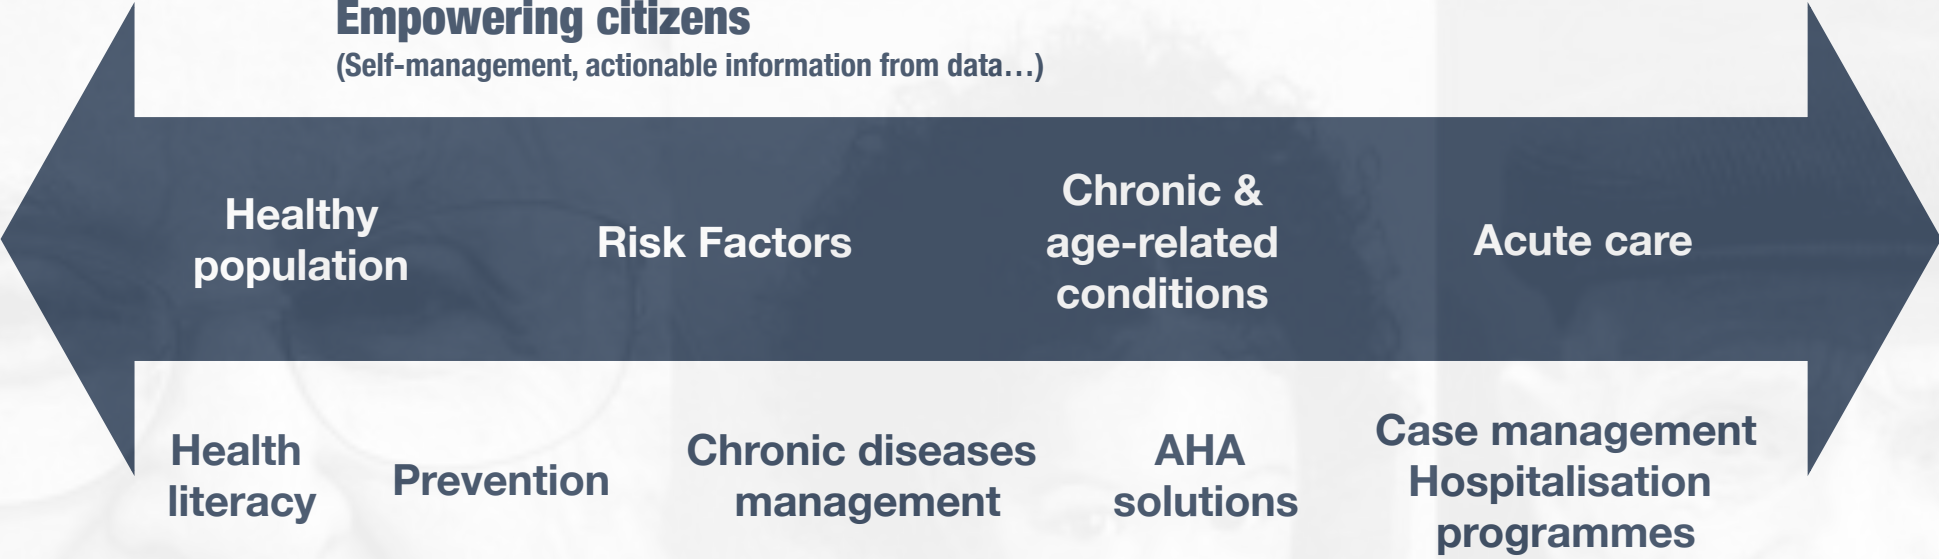 Empowering citizens
(Self-management, actionable information from data…)
Healthy
population
Risk Factors
Chronic &
age-related
conditions
Acute care
Health
literacy
Prevention
Chronic diseases
management
AHA
solutions
Case management
Hospitalisation
programmes